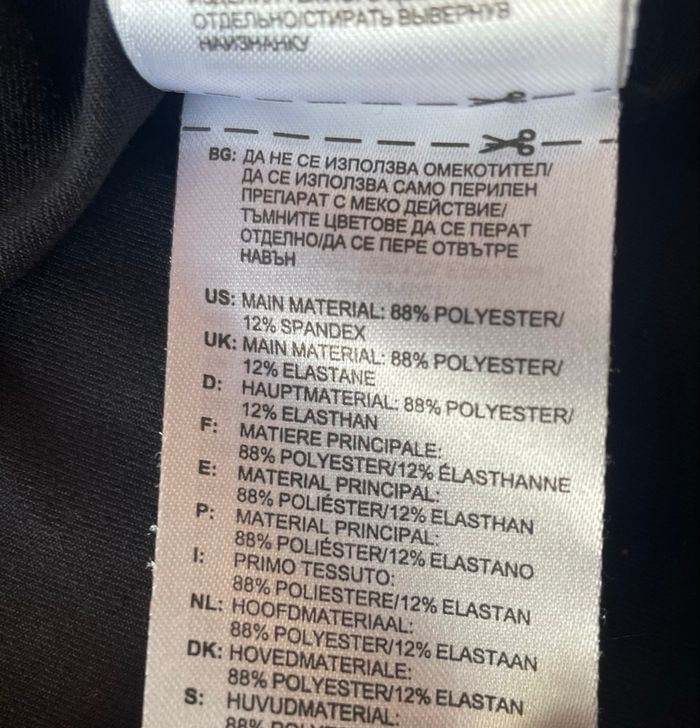 ОТДЕЛЬНО/СТИРАТЬ ВЫВЕРНУВ
НАИЗНАНКУ
BG: ДА НЕ СЕ ИЗПОЛЗВА ОМЕКОТИТЕЛ/
ДА СЕ ИЗПОЛЗВА САМО ПЕРИЛЕН
ПРЕПАРАТ С МЕКО ДЕЙСТВИЕ/
ТЪМНИТЕ ЦВЕТОВЕ ДА СЕ ПЕРАТ
ОТДЕЛНО/ДА СЕ ПЕРЕ ОТВЪТРЕ
НАВЪН
US: MAIN MATERIAL: 88% POLYESTER/
12% SPANDEX
UK: MAIN MATERIAL: 88% POLYESTER/
12% ELASTANE
D: HAUPTMATERIAL: 88% POLYESTER/
12% ELASTHAN
F: MATIERE PRINCIPALE:
88% POLYESTER/12% ÉLASTHANNE
E: MATERIAL PRINCIPAL:
88% POLIÉSTER/12% ELASTHAN
P: MATERIAL PRINCIPAL:
88% POLIÉSTER/12% ELASTANO
I: PRIMO TESSUTO:
88% POLIESTERE/12% ELASTAN
NL: HOOFDMATERIAAL:
88% POLYESTER/12% ELASTAAN
DK: HOVEDMATERIALE:
88% POLYESTER/12% ELASTAN
S: HUVUDMATERIAL:
88%